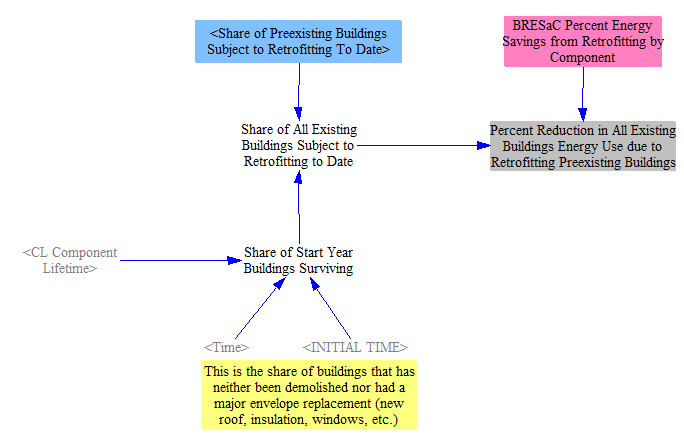 <Share of Preexisting Buildings
Subject to Retrofitting To Date>
BRESaC Percent Energy
Savings from Retrofitting by
Component
Share of All Existing
Buildings Subject to
Retrofitting to Date
Percent Reduction in All Existing
Buildings Energy Use due to
Retrofitting Preexisting Buildings
<CL Component
Lifetime>
Share of Start Year
Buildings Surviving
<Time>
<INITIAL TIME>
This is the share of buildings that has
neither been demolished nor had a
major envelope replacement (new
roof, insulation, windows, etc.)